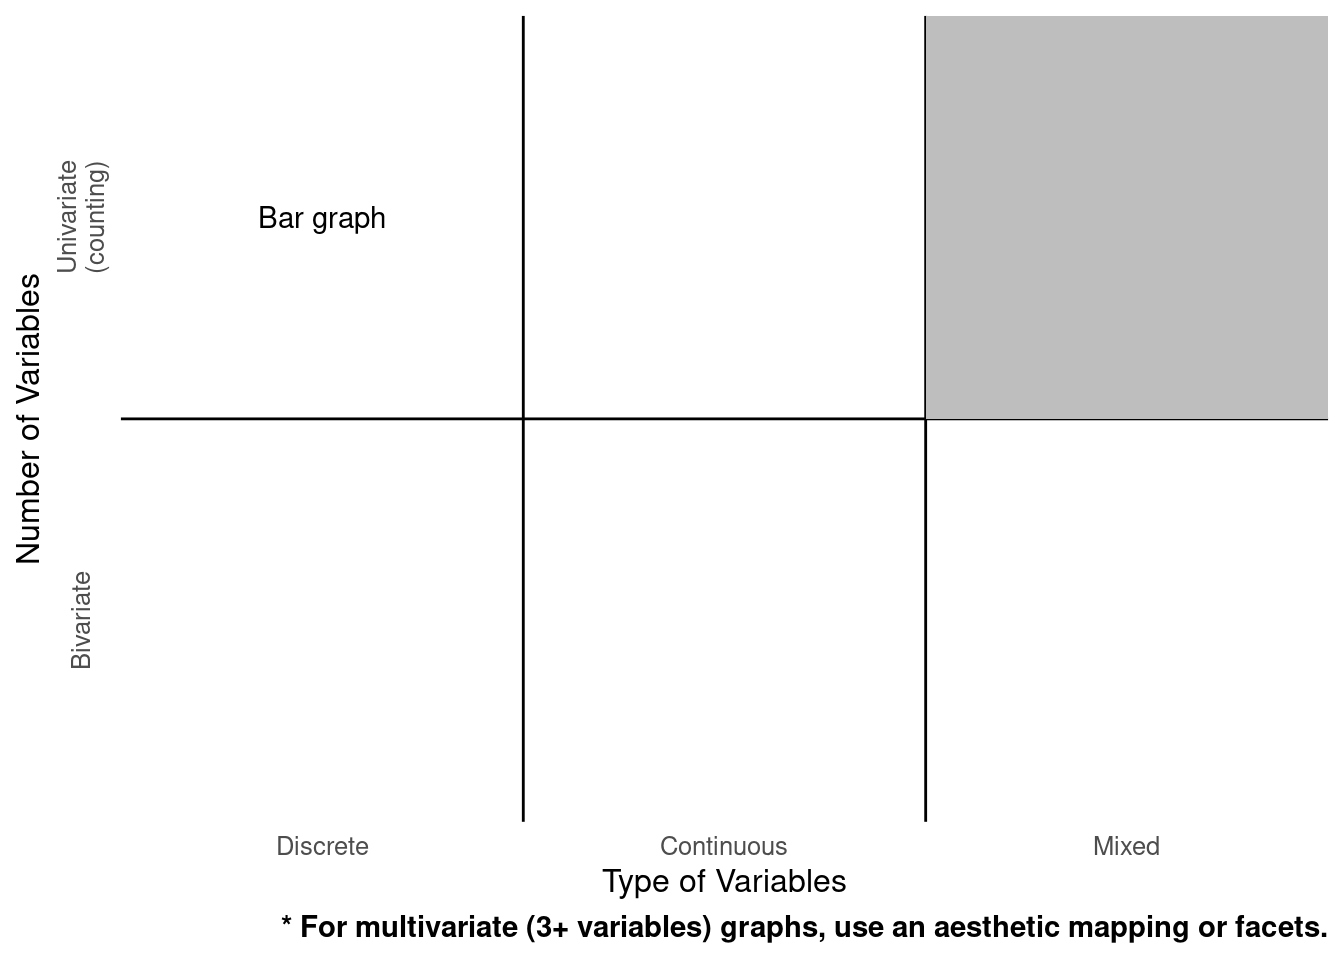 Number of Variables
Univariate
(counting)
Bar graph
Bivariate
Discrete
Continuous
Mixed
Type of Variables
* For multivariate (3+ variables) graphs, use an aesthetic mapping or facets.